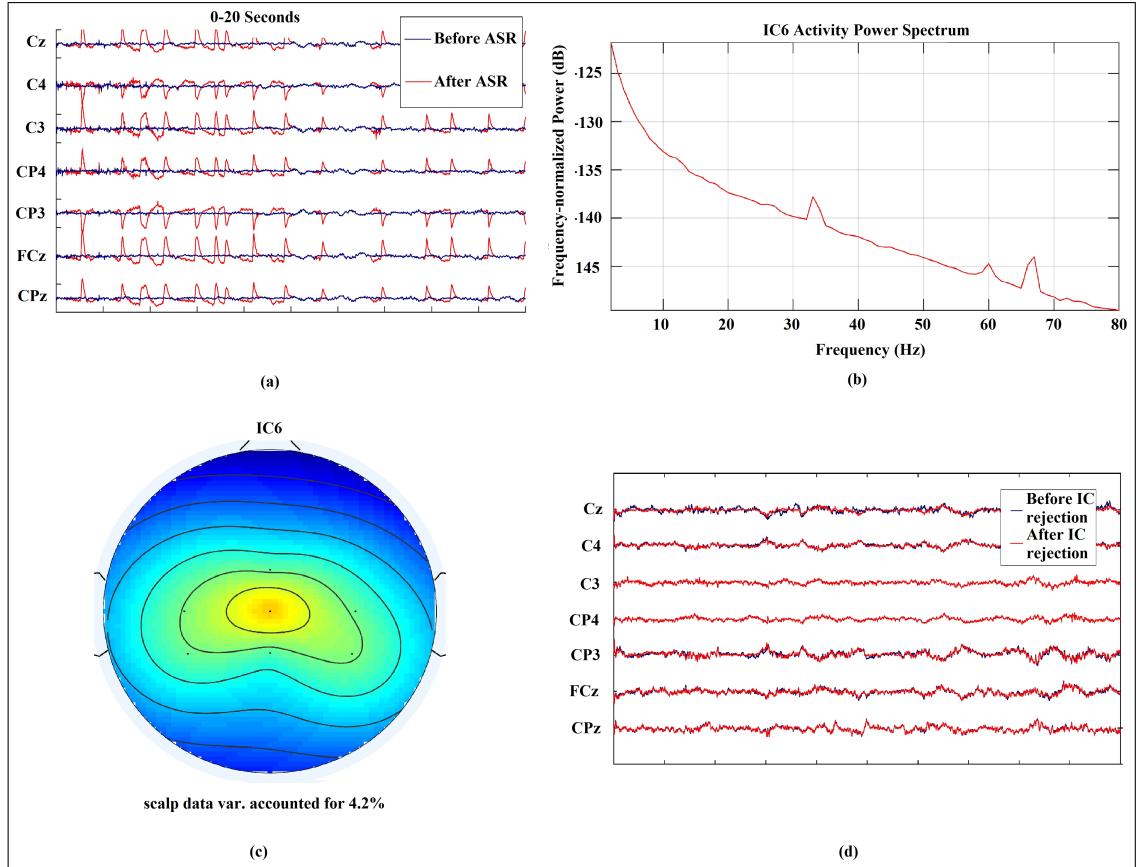 0-20 Seconds
Cz
C4
C3
CP4
CP3
FCz
CPz
Before ASR
After ASR
(a)
IC6 Activity Power Spectrum
Frequency-normalized Power (dB)
-125
-130
-135
-140
145
10 20 30 40 50 60 70 80
Frequency (Hz)
(b)
IC6
scalp data var. accounted for 4.2%
(c)
Cz
C4
C3
CP4
CP3
FCz
CPz
Before IC
rejection
After IC
rejection
(d)